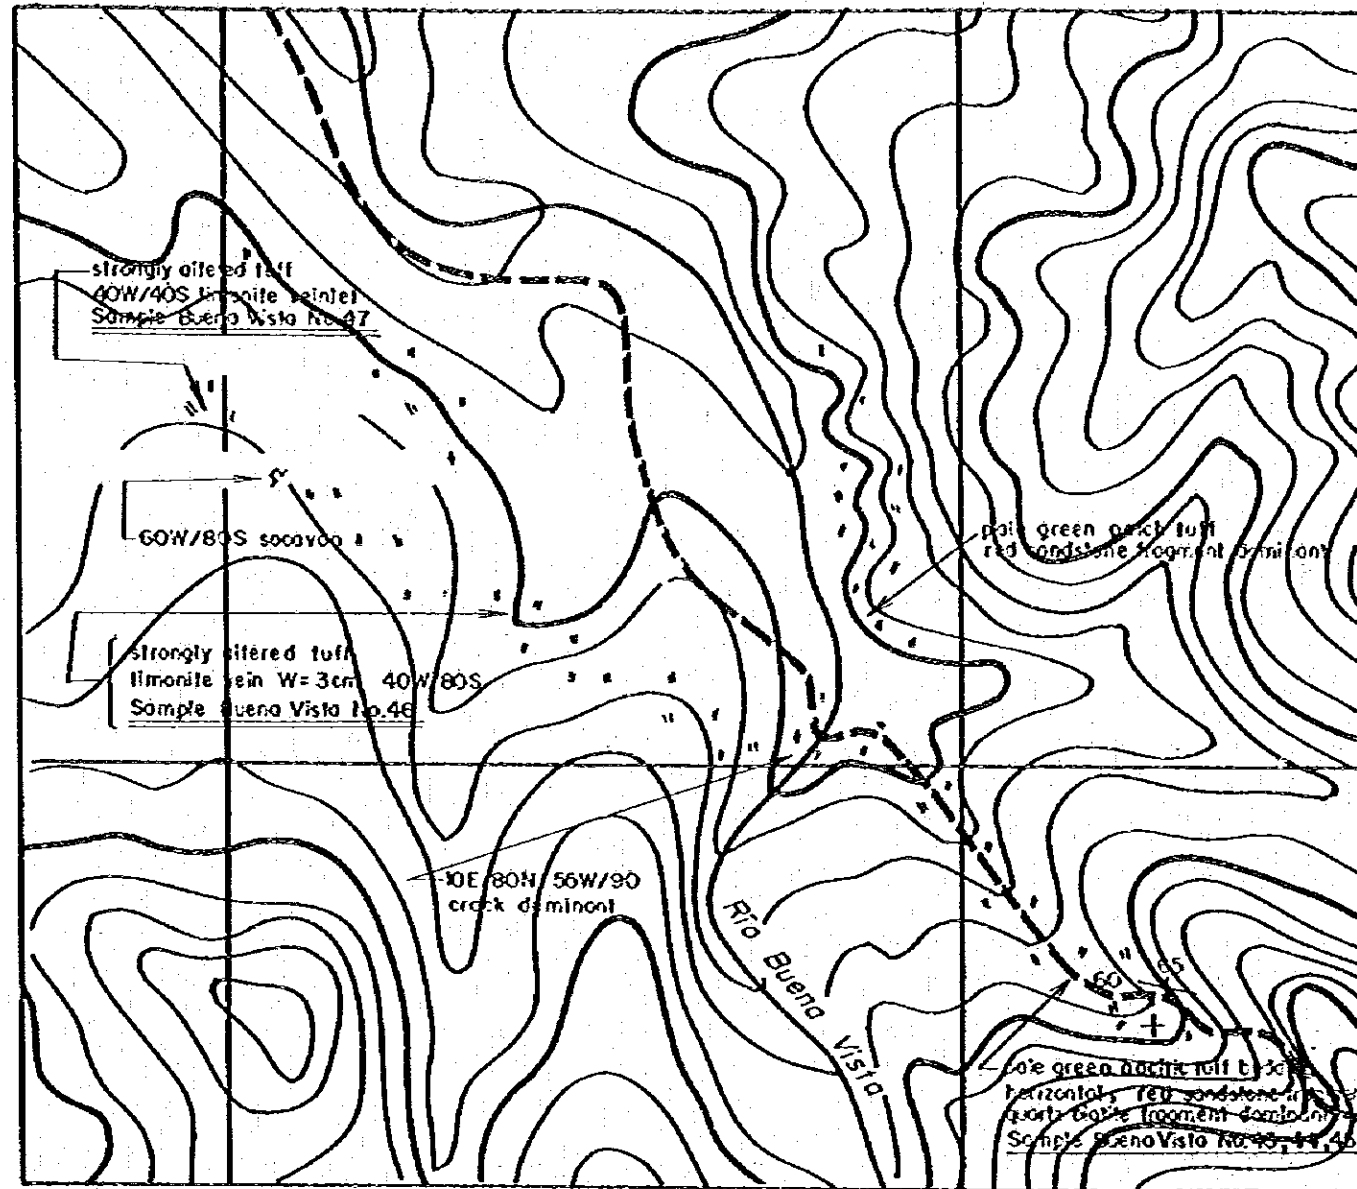 strongly altered tuff
40W/40S limonite veinlet
Sample Buena Vista No.47
60W/80S socavon
strongly altered tuff
limonite vein W=3cm 40W/80S
Sample Buena Vista No.46
pale green tuff
red sandstone fragment dominant
10E/80N 56W/90
crack dominant
Río Buena Vista
60
65
pale green dacitic tuff
horizontal, red sandstone
quartz fragment dominant
Sample Buena Vista No.